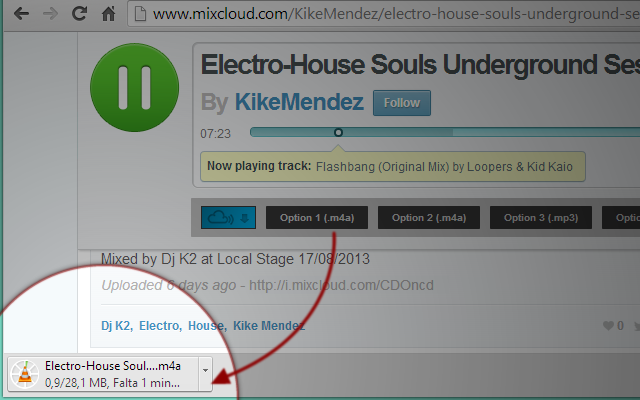 www.mixcloud.com/KikeMendez/electro-house-souls-underground-se
Electro-House Souls Underground Ses
By KikeMendez Follow
07:23
Now playing track: Flashbang (Original Mix) by Loopers & Kid Kaio
Option 1 (.m4a) Option 2 (.m4a) Option 3 (.mp3) Optio
Mixed by Dj K2 at Local Stage 17/08/2013
Uploaded 6 days ago - http://i.mixcloud.com/CDOncd
Dj K2, Electro, House, Kike Mendez 0
Electro-House Soul....m4a
0,9/28,1 MB, Falta 1 min...